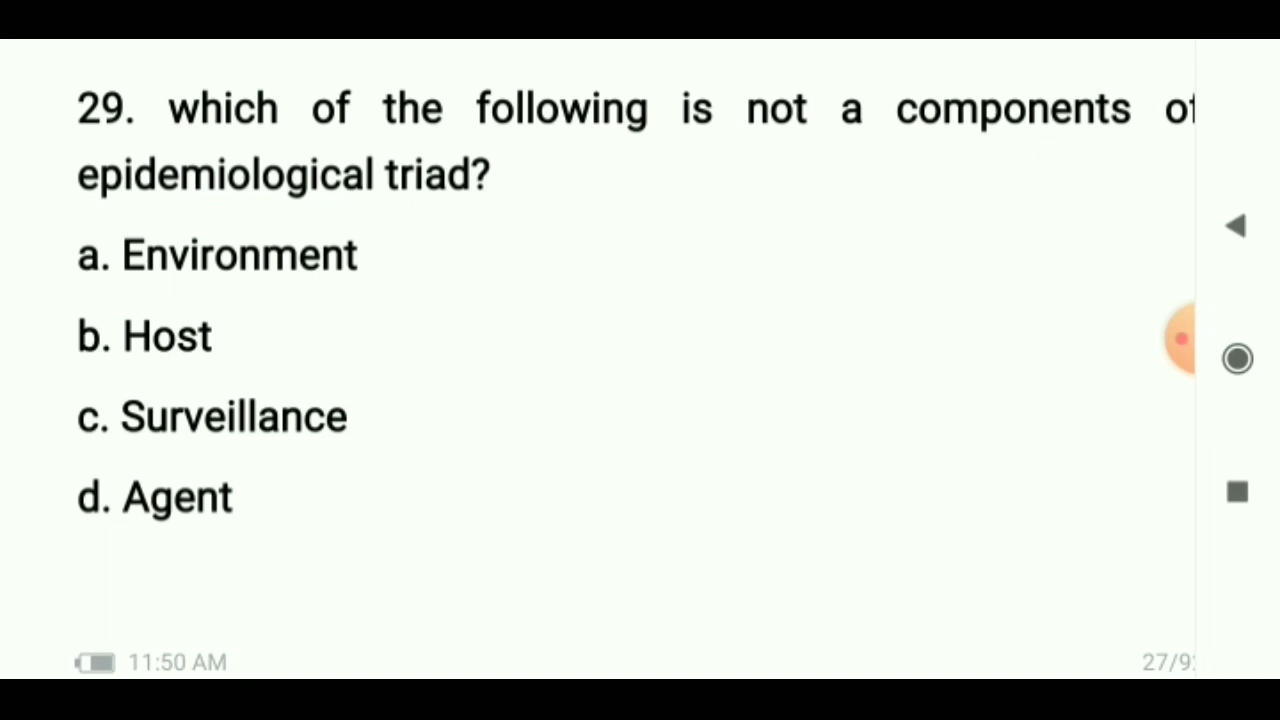 29. which of the following is not a components of
epidemiological triad?
a. Environment
b. Host
c. Surveillance
d. Agent
11:50 AM